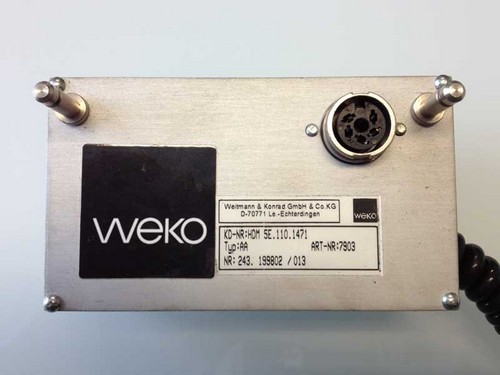 weko
Weitmann & Konrad GmbH & Co.KG
D-70771 Le.-Echterdingen
weko
KD-NR:HDM 5E.110.1471
Typ:AA ART-NR:7903
NR: 243. 199802 /013